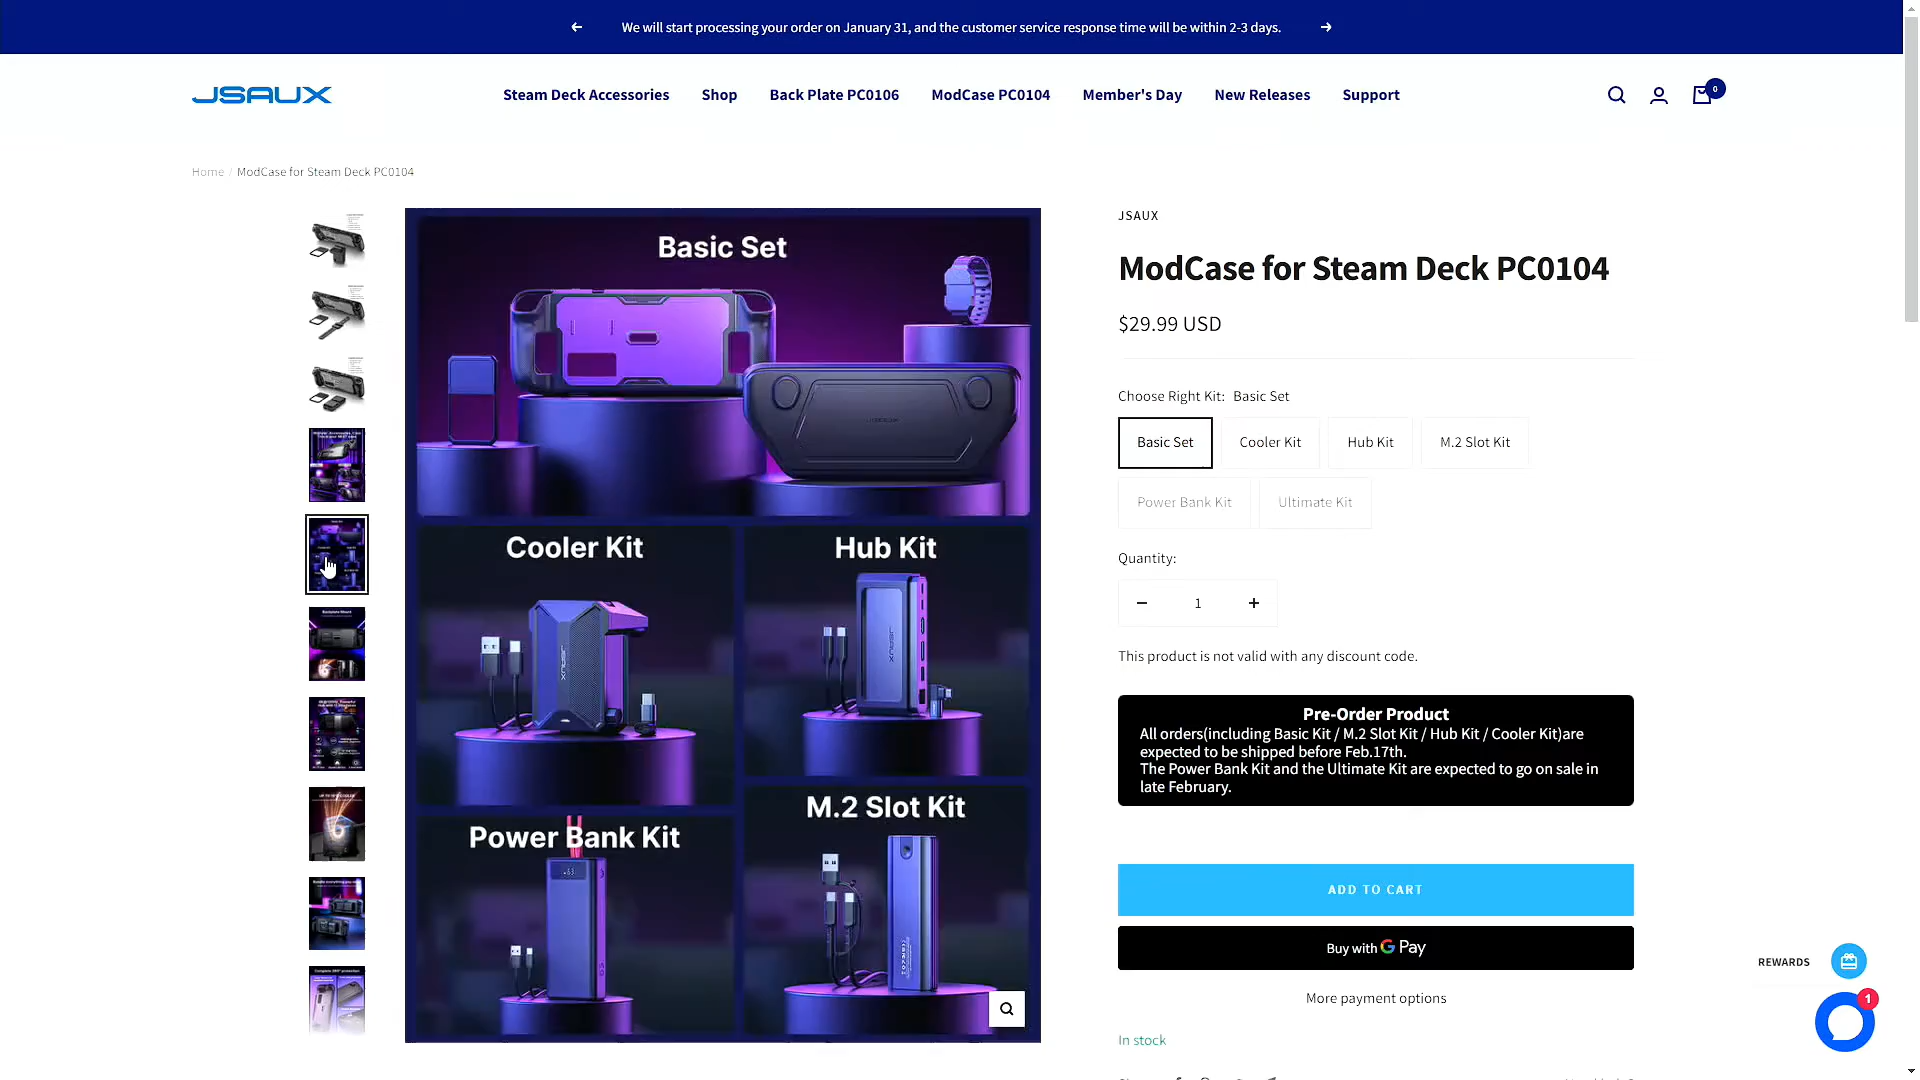 We will start processing your order on January 31, and the customer service response time will be within 2-3 days.
JSAUX
Steam Deck Accessories
Shop
Back Plate PC0106
ModCase PC0104
Member's Day
New Releases
Support
0
Home / ModCase for Steam Deck PC0104
Basic Set
Cooler Kit
Hub Kit
JSAUX
JSAUX
M.2 Slot Kit
Power Bank Kit
JSAUX
ModCase for Steam Deck PC0104
$29.99 USD
Choose Right Kit: Basic Set
Basic Set
Cooler Kit
Hub Kit
M.2 Slot Kit
Power Bank Kit
Ultimate Kit
Quantity:
1
This product is not valid with any discount code.
Pre-Order Product
All orders(including Basic Kit / M.2 Slot Kit / Hub Kit / Cooler Kit)are
expected to be shipped before Feb.17th.
The Power Bank Kit and the Ultimate Kit are expected to go on sale in
late February.
ADD TO CART
Buy with G Pay
More payment options
In stock
REWARDS
1